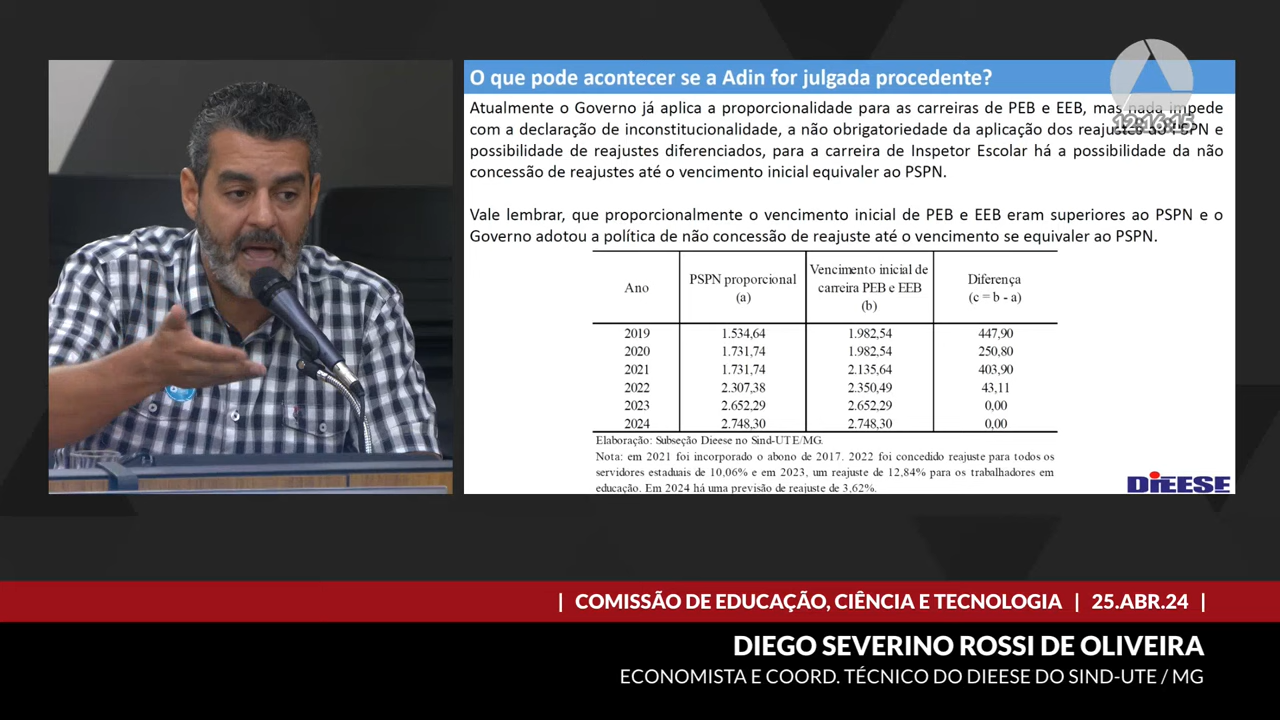 O que pode acontecer se a Adin for julgada procedente?
Atualmente o Governo já aplica a proporcionalidade para as carreiras de PEB e EEB, mas nada impede
com a declaração de inconstitucionalidade, a não obrigatoriedade da aplicação dos reajustes do PSPN e
possibilidade de reajustes diferenciados, para a carreira de Inspetor Escolar há a possibilidade da não
concessão de reajustes até o vencimento inicial equivaler ao PSPN.
12:16:15
Vale lembrar, que proporcionalmente o vencimento inicial de PEB e EEB eram superiores ao PSPN e o
Governo adotou a política de não concessão de reajuste até o vencimento se equivaler ao PSPN.
Ano PSPN proporcional (a) Vencimento inicial de carreira PEB e EEB (b) Diferença (c = b - a)
2019 1.534,64 1.982,54 447,90
2020 1.731,74 1.982,54 250,80
2021 1.731,74 2.135,64 403,90
2022 2.307,38 2.350,49 43,11
2023 2.652,29 2.652,29 0,00
2024 2.748,30 2.748,30 0,00
Elaboração: Subseção Dieese no Sind-UTE/MG.
Nota: em 2021 foi incorporado o abono de 2017. 2022 foi concedido reajuste para todos os
servidores estaduais de 10,06% e em 2023, um reajuste de 12,84% para os trabalhadores em
educação. Em 2024 há uma previsão de reajuste de 3,62%.
DIEESE
| COMISSÃO DE EDUCAÇÃO, CIÊNCIA E TECNOLOGIA | 25.ABR.24 |
DIEGO SEVERINO ROSSI DE OLIVEIRA
ECONOMISTA E COORD. TÉCNICO DO DIEESE DO SIND-UTE / MG